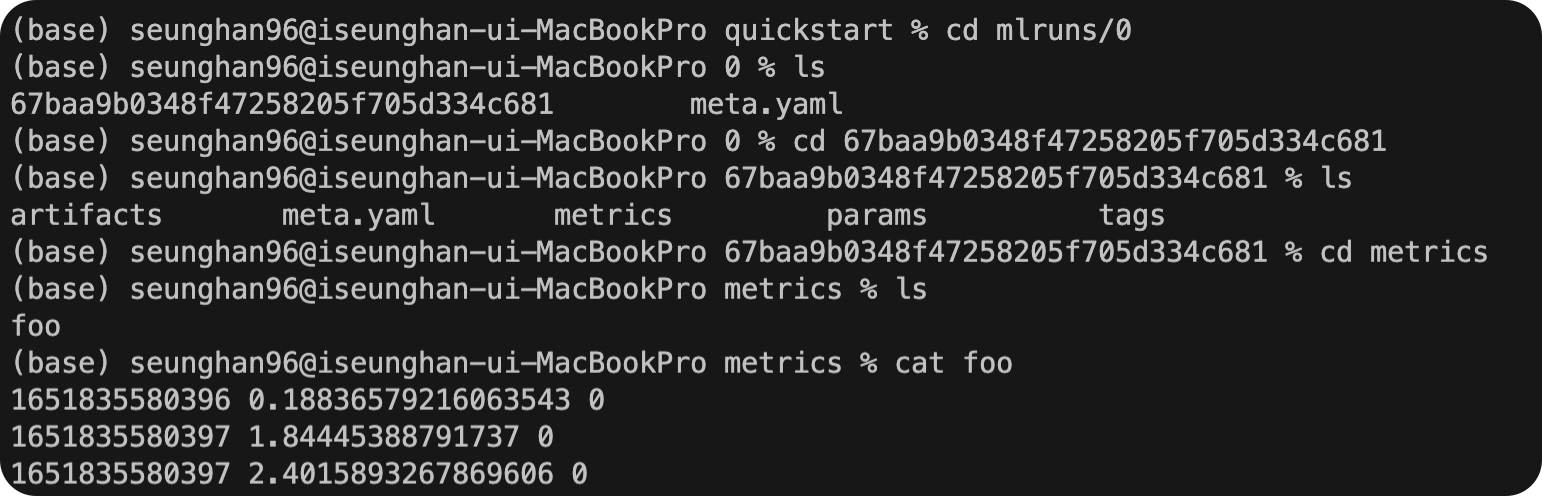 (base) seunghan96@iseunghan-ui-MacBookPro quickstart % cd mlruns/0
(base) seunghan96@iseunghan-ui-MacBookPro 0 % ls
67baa9b0348f47258205f705d334c681 meta.yaml
(base) seunghan96@iseunghan-ui-MacBookPro 0 % cd 67baa9b0348f47258205f705d334c681
(base) seunghan96@iseunghan-ui-MacBookPro 67baa9b0348f47258205f705d334c681 % ls
artifacts meta.yaml metrics params tags
(base) seunghan96@iseunghan-ui-MacBookPro 67baa9b0348f47258205f705d334c681 % cd metrics
(base) seunghan96@iseunghan-ui-MacBookPro metrics % ls
foo
(base) seunghan96@iseunghan-ui-MacBookPro metrics % cat foo
1651835580396 0.18836579216063543 0
1651835580397 1.84445388791737 0
1651835580397 2.4015893267869606 0